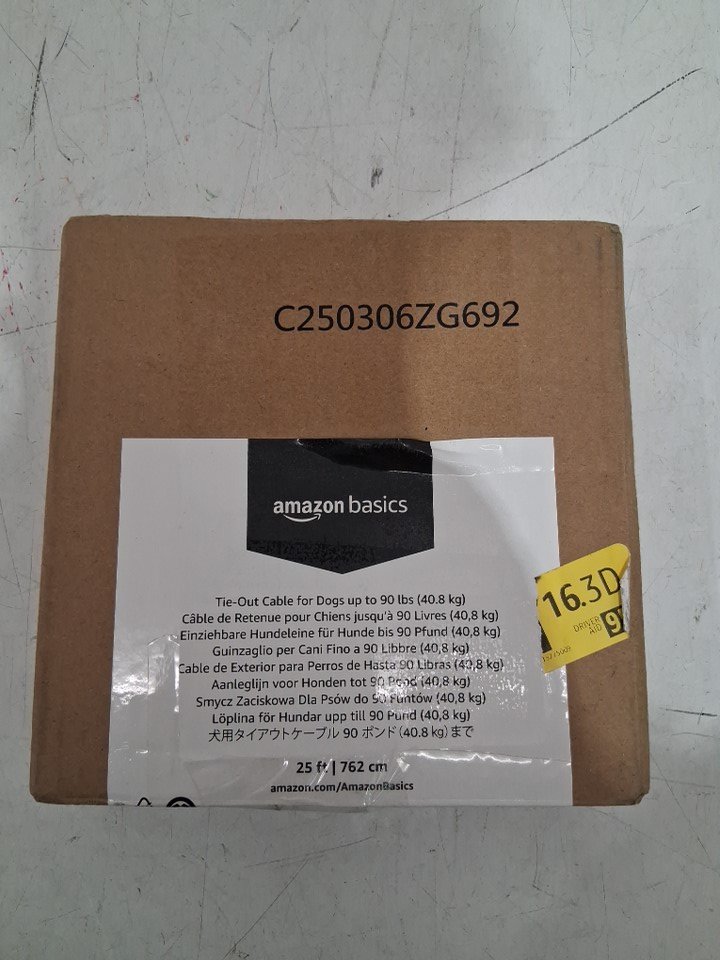 C250306ZG692
amazon basics
Tie-Out Cable for Dogs up to 90 lbs (40.8 kg)
Câble de Retenue pour Chiens jusqu'à 90 Livres (40,8 kg)
Einziehbare Hundeleine für Hunde bis 90 Pfund (40,8 kg)
Guinzaglio per Cani Fino a 90 Libbre (40,8 kg)
Cable de Exterior para Perros de Hasta 90 Libras (40,8 kg)
Aanleglijn voor Honden tot 90 Pond (40,8 kg)
Smycz Zaciskowa Dla Psów do 90 Funtów (40,8 kg)
Löplina för Hundar upp till 90 Pund (40,8 kg)
犬用タイアウトケーブル 90 ポンド(40.8 kg)まで
25 ft | 762 cm
amazon.com/AmazonBasics
16.3D
DRIVER
AID
9